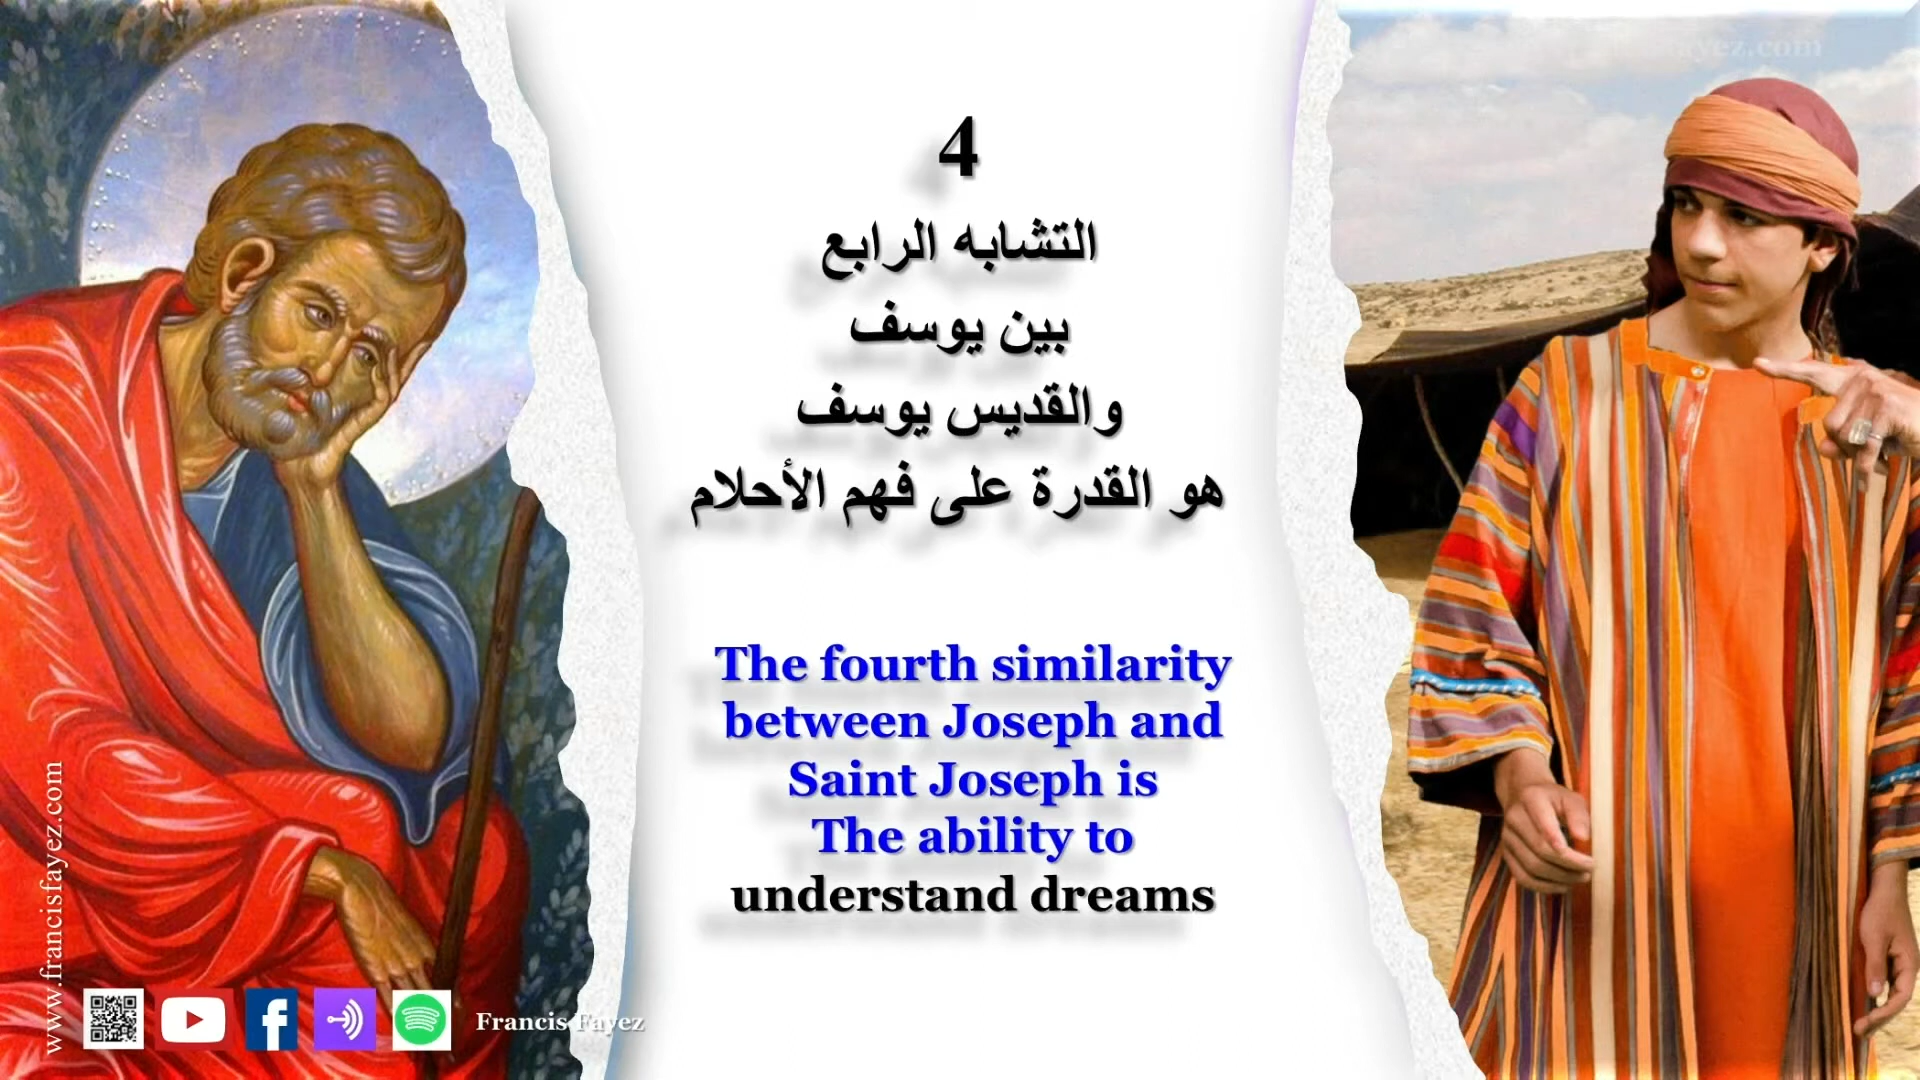 4
التشابه الرابع
بين يوسف
والقديس يوسف
هو القدرة على فهم الأحلام
The fourth similarity
between Joseph and
Saint Joseph is
The ability to
understand dreams
www.francisfayez.com
Francis Fayez